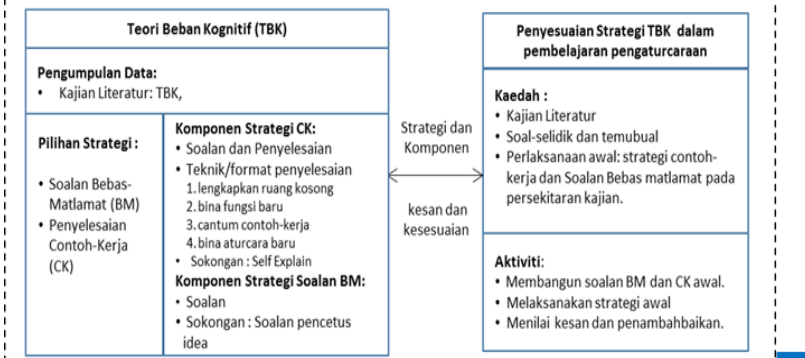 Teori Beban Kognitif (TBK)
Pengumpulan Data:
• Kajian Literatur: TBK,
Pilihan Strategi :
• Soalan Bebas-
Matlamat (BM)
• Penyelesaian
Contoh-Kerja
(CK)
Komponen Strategi CK:
• Soalan dan Penyelesaian
• Teknik/format penyelesaian
1.lengkapkan ruang kosong
2.bina fungsi baru
3.cantum contoh-kerja
4.bina aturcara baru
• Sokongan : Self Explain
Komponen Strategi Soalan BM:
• Soalan
• Sokongan : Soalan pencetus
idea
Strategi dan
Komponen
kesan dan
kesesuaian
Penyesuaian Strategi TBK dalam
pembelajaran pengaturcaraan
Kaedah :
• Kajian Literatur
• Soal-selidik dan temubual
• Perlaksanaan awal: strategi contoh-
kerja dan Soalan Bebas matlamat pada
persekitaran kajian.
Aktiviti:
• Membangun soalan BM dan CK awal.
• Melaksanakan strategi awal
• Menilai kesan dan penambahbaikan.